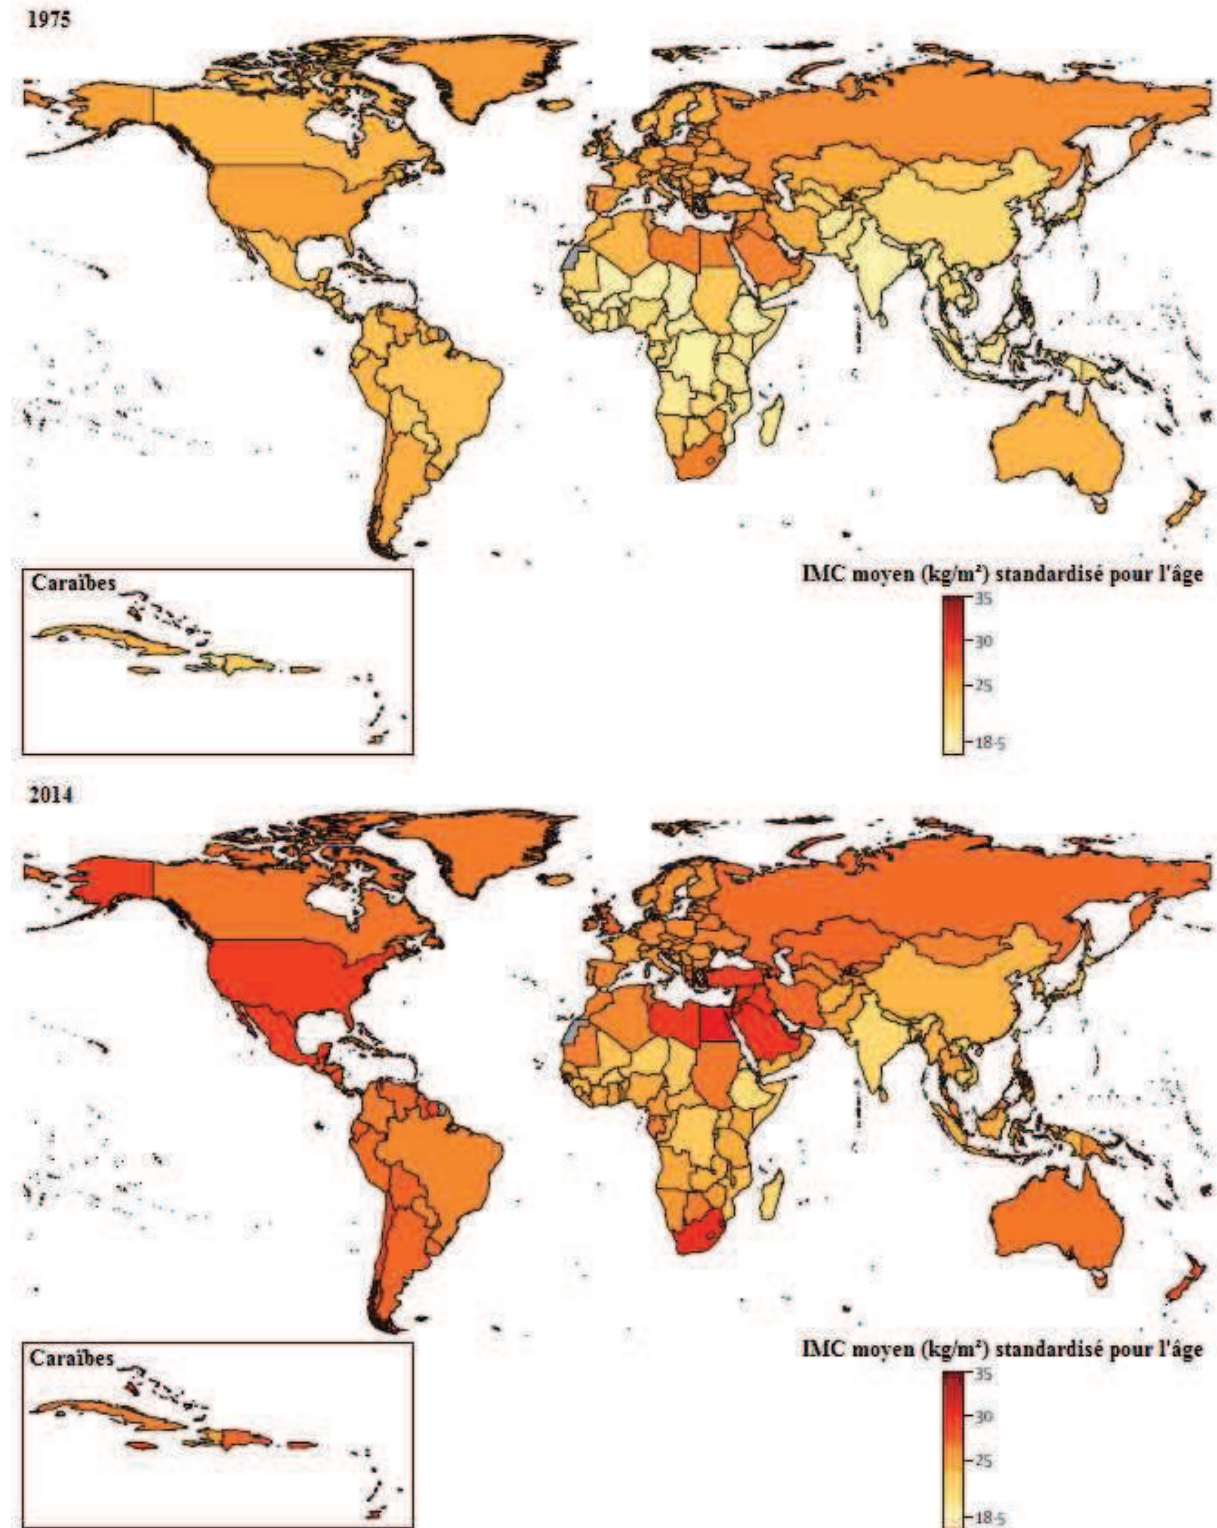 1975
Caraïbes
IMC moyen (kg/m²) standardisé pour l'âge
35
30
25
18·5
2014
Caraïbes
IMC moyen (kg/m²) standardisé pour l'âge
35
30
25
18·5